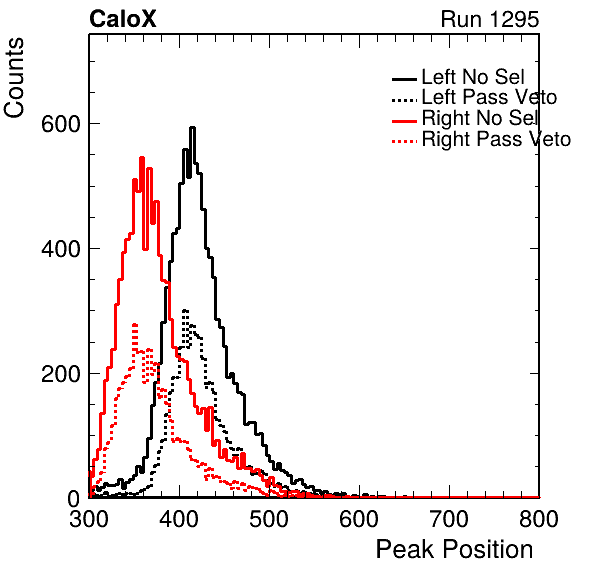 CaloX Run 1295
Counts
Left No Sel
Left Pass Veto
Right No Sel
Right Pass Veto
600
400
200
0
300 400 500 600 700 800
Peak Position